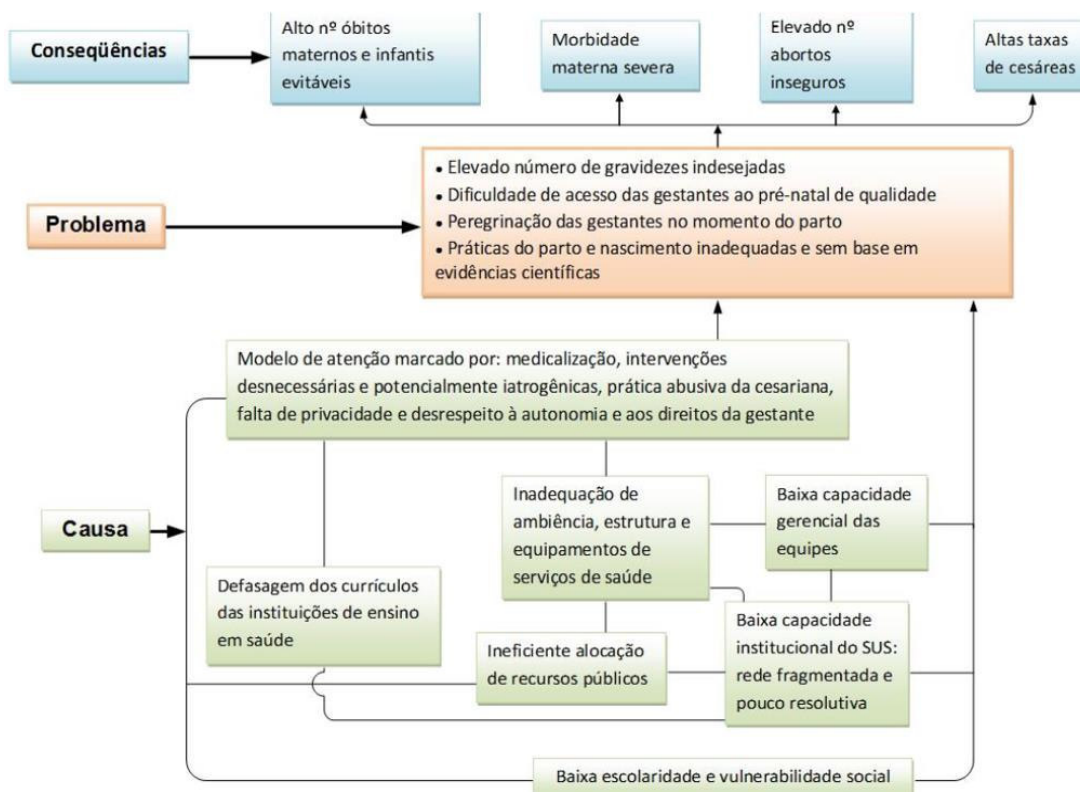 Conseqüências
Alto nº óbitos
maternos e infantis
evitáveis
Morbidade
materna severa
Elevado nº
abortos
inseguros
Altas taxas
de cesáreas
Problema
• Elevado número de gravidezes indesejadas
• Dificuldade de acesso das gestantes ao pré-natal de qualidade
• Peregrinação das gestantes no momento do parto
• Práticas do parto e nascimento inadequadas e sem base em
evidências científicas
Modelo de atenção marcado por: medicalização, intervenções
desnecessárias e potencialmente iatrogênicas, prática abusiva da cesariana,
falta de privacidade e desrespeito à autonomia e aos direitos da gestante
Causa
Inadequação de
ambiência, estrutura e
equipamentos de
serviços de saúde
Baixa capacidade
gerencial das
equipes
Defasagem dos currículos
das instituições de ensino
em saúde
Ineficiente alocação
de recursos públicos
Baixa capacidade
institucional do SUS:
rede fragmentada e
pouco resolutiva
Baixa escolaridade e vulnerabilidade social